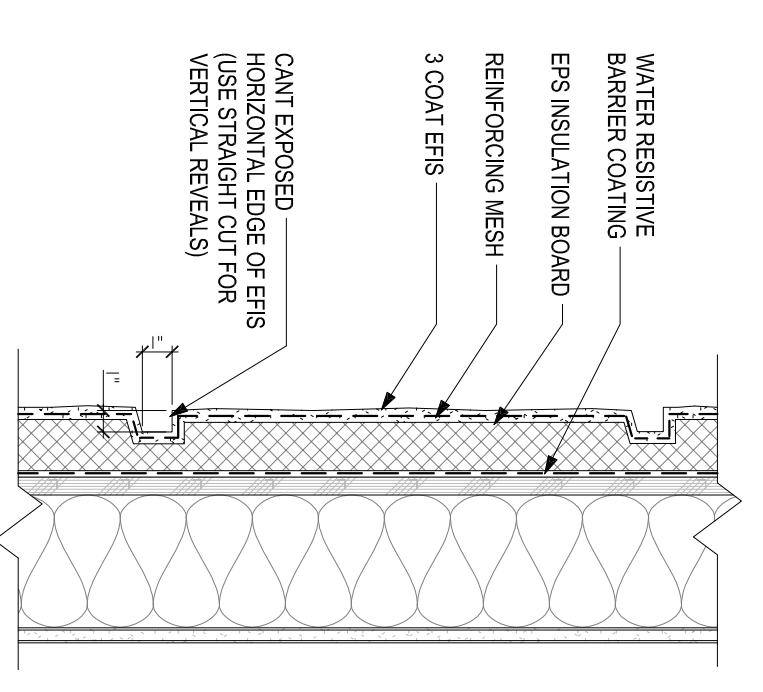 WATER RESISTIVE
BARRIER COATING
EPS INSULATION BOARD
REINFORCING MESH
3 COAT EFIS
CANT EXPOSED
HORIZONTAL EDGE OF EFIS
(USE STRAIGHT CUT FOR
VERTICAL REVEALS)
1"
1"